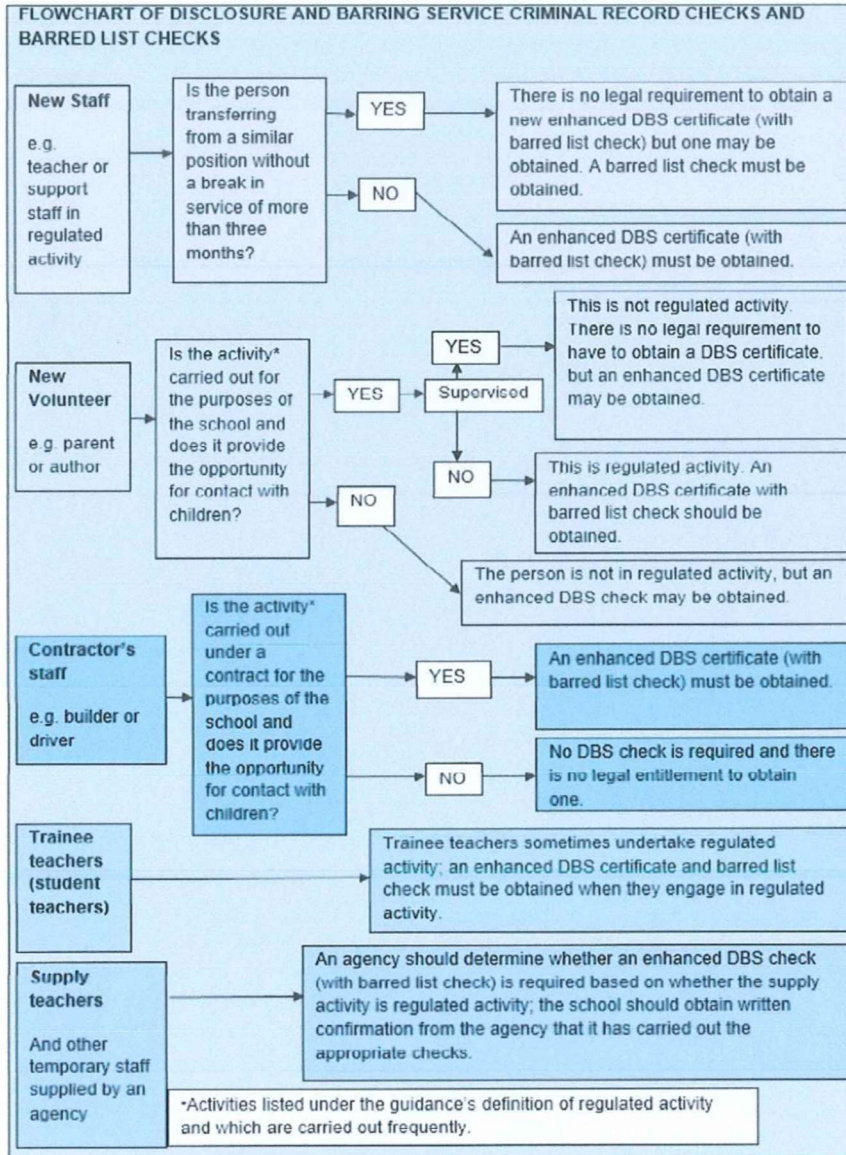 FLOWCHART OF DISCLOSURE AND BARRING SERVICE CRIMINAL RECORD CHECKS AND
BARRED LIST CHECKS
New Staff
e.g.
teacher or
support
staff in
regulated
activity
Is the person
transferring
from a similar
position without
a break in
service of more
than three
months?
YES
There is no legal requirement to obtain a
new enhanced DBS certificate (with
barred list check) but one may be
obtained. A barred list check must be
obtained.
NO
An enhanced DBS certificate (with
barred list check) must be obtained.
New
Volunteer
e.g. parent
or author
Is the activity*
carried out for
the purposes of
the school and
does it provide
the opportunity
for contact with
children?
YES
Supervised
YES
This is not regulated activity.
There is no legal requirement to
have to obtain a DBS certificate,
but an enhanced DBS certificate
may be obtained.
NO
This is regulated activity. An
enhanced DBS certificate with
barred list check should be
obtained.
NO
The person is not in regulated activity, but an
enhanced DBS check may be obtained.
Contractor's
staff
e.g. builder or
driver
Is the activity*
carried out
under a
contract for the
purposes of the
school and
does it provide
the opportunity
for contact with
children?
YES
An enhanced DBS certificate (with
barred list check) must be obtained.
NO
No DBS check is required and there
is no legal entitlement to obtain
one.
Trainee
teachers
(student
teachers)
Trainee teachers sometimes undertake regulated
activity; an enhanced DBS certificate and barred list
check must be obtained when they engage in regulated
activity.
Supply
teachers
And other
temporary staff
supplied by an
agency
An agency should determine whether an enhanced DBS check
(with barred list check) is required based on whether the supply
activity is regulated activity; the school should obtain written
confirmation from the agency that it has carried out the
appropriate checks.
*Activities listed under the guidance's definition of regulated activity
and which are carried out frequently.